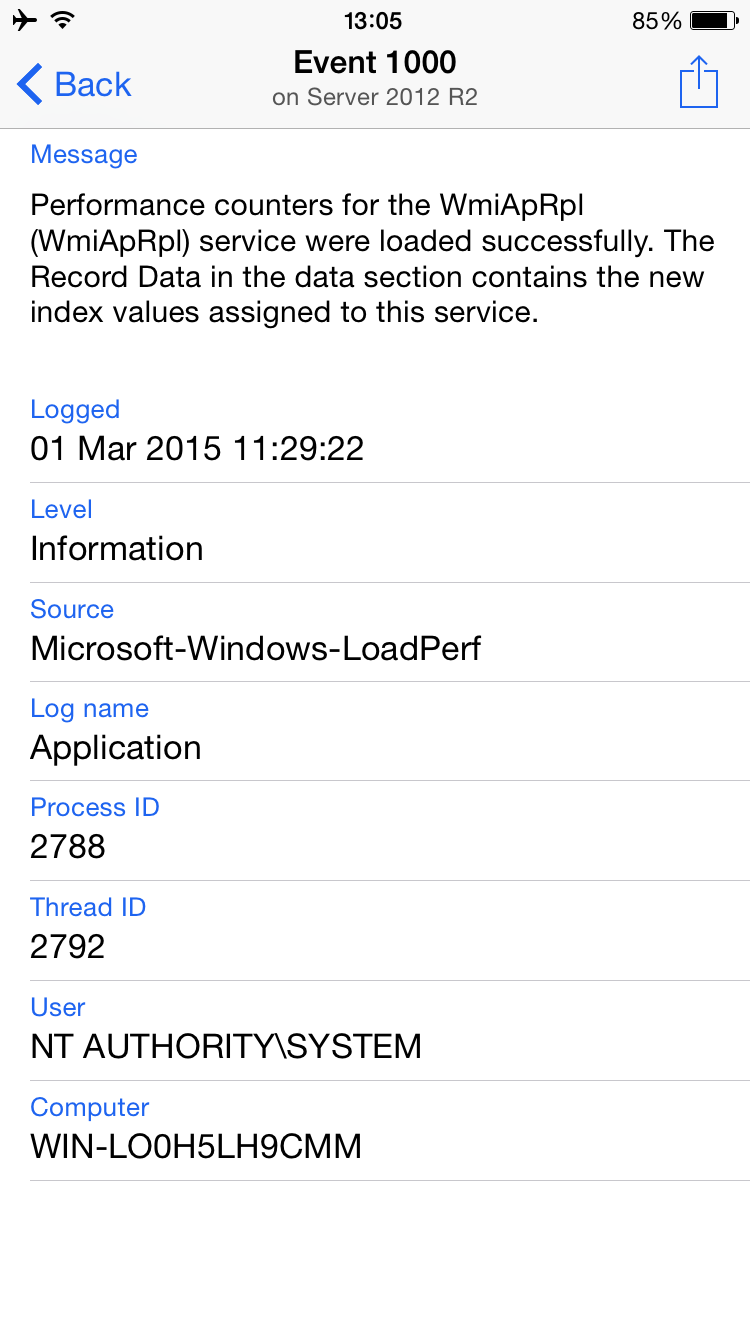 13:05
85%
Back
Event 1000
on Server 2012 R2
Message
Performance counters for the WmiApRpl
(WmiApRpl) service were loaded successfully. The
Record Data in the data section contains the new
index values assigned to this service.
Logged
01 Mar 2015 11:29:22
Level
Information
Source
Microsoft-Windows-LoadPerf
Log name
Application
Process ID
2788
Thread ID
2792
User
NT AUTHORITY\SYSTEM
Computer
WIN-LO0H5LH9CMM